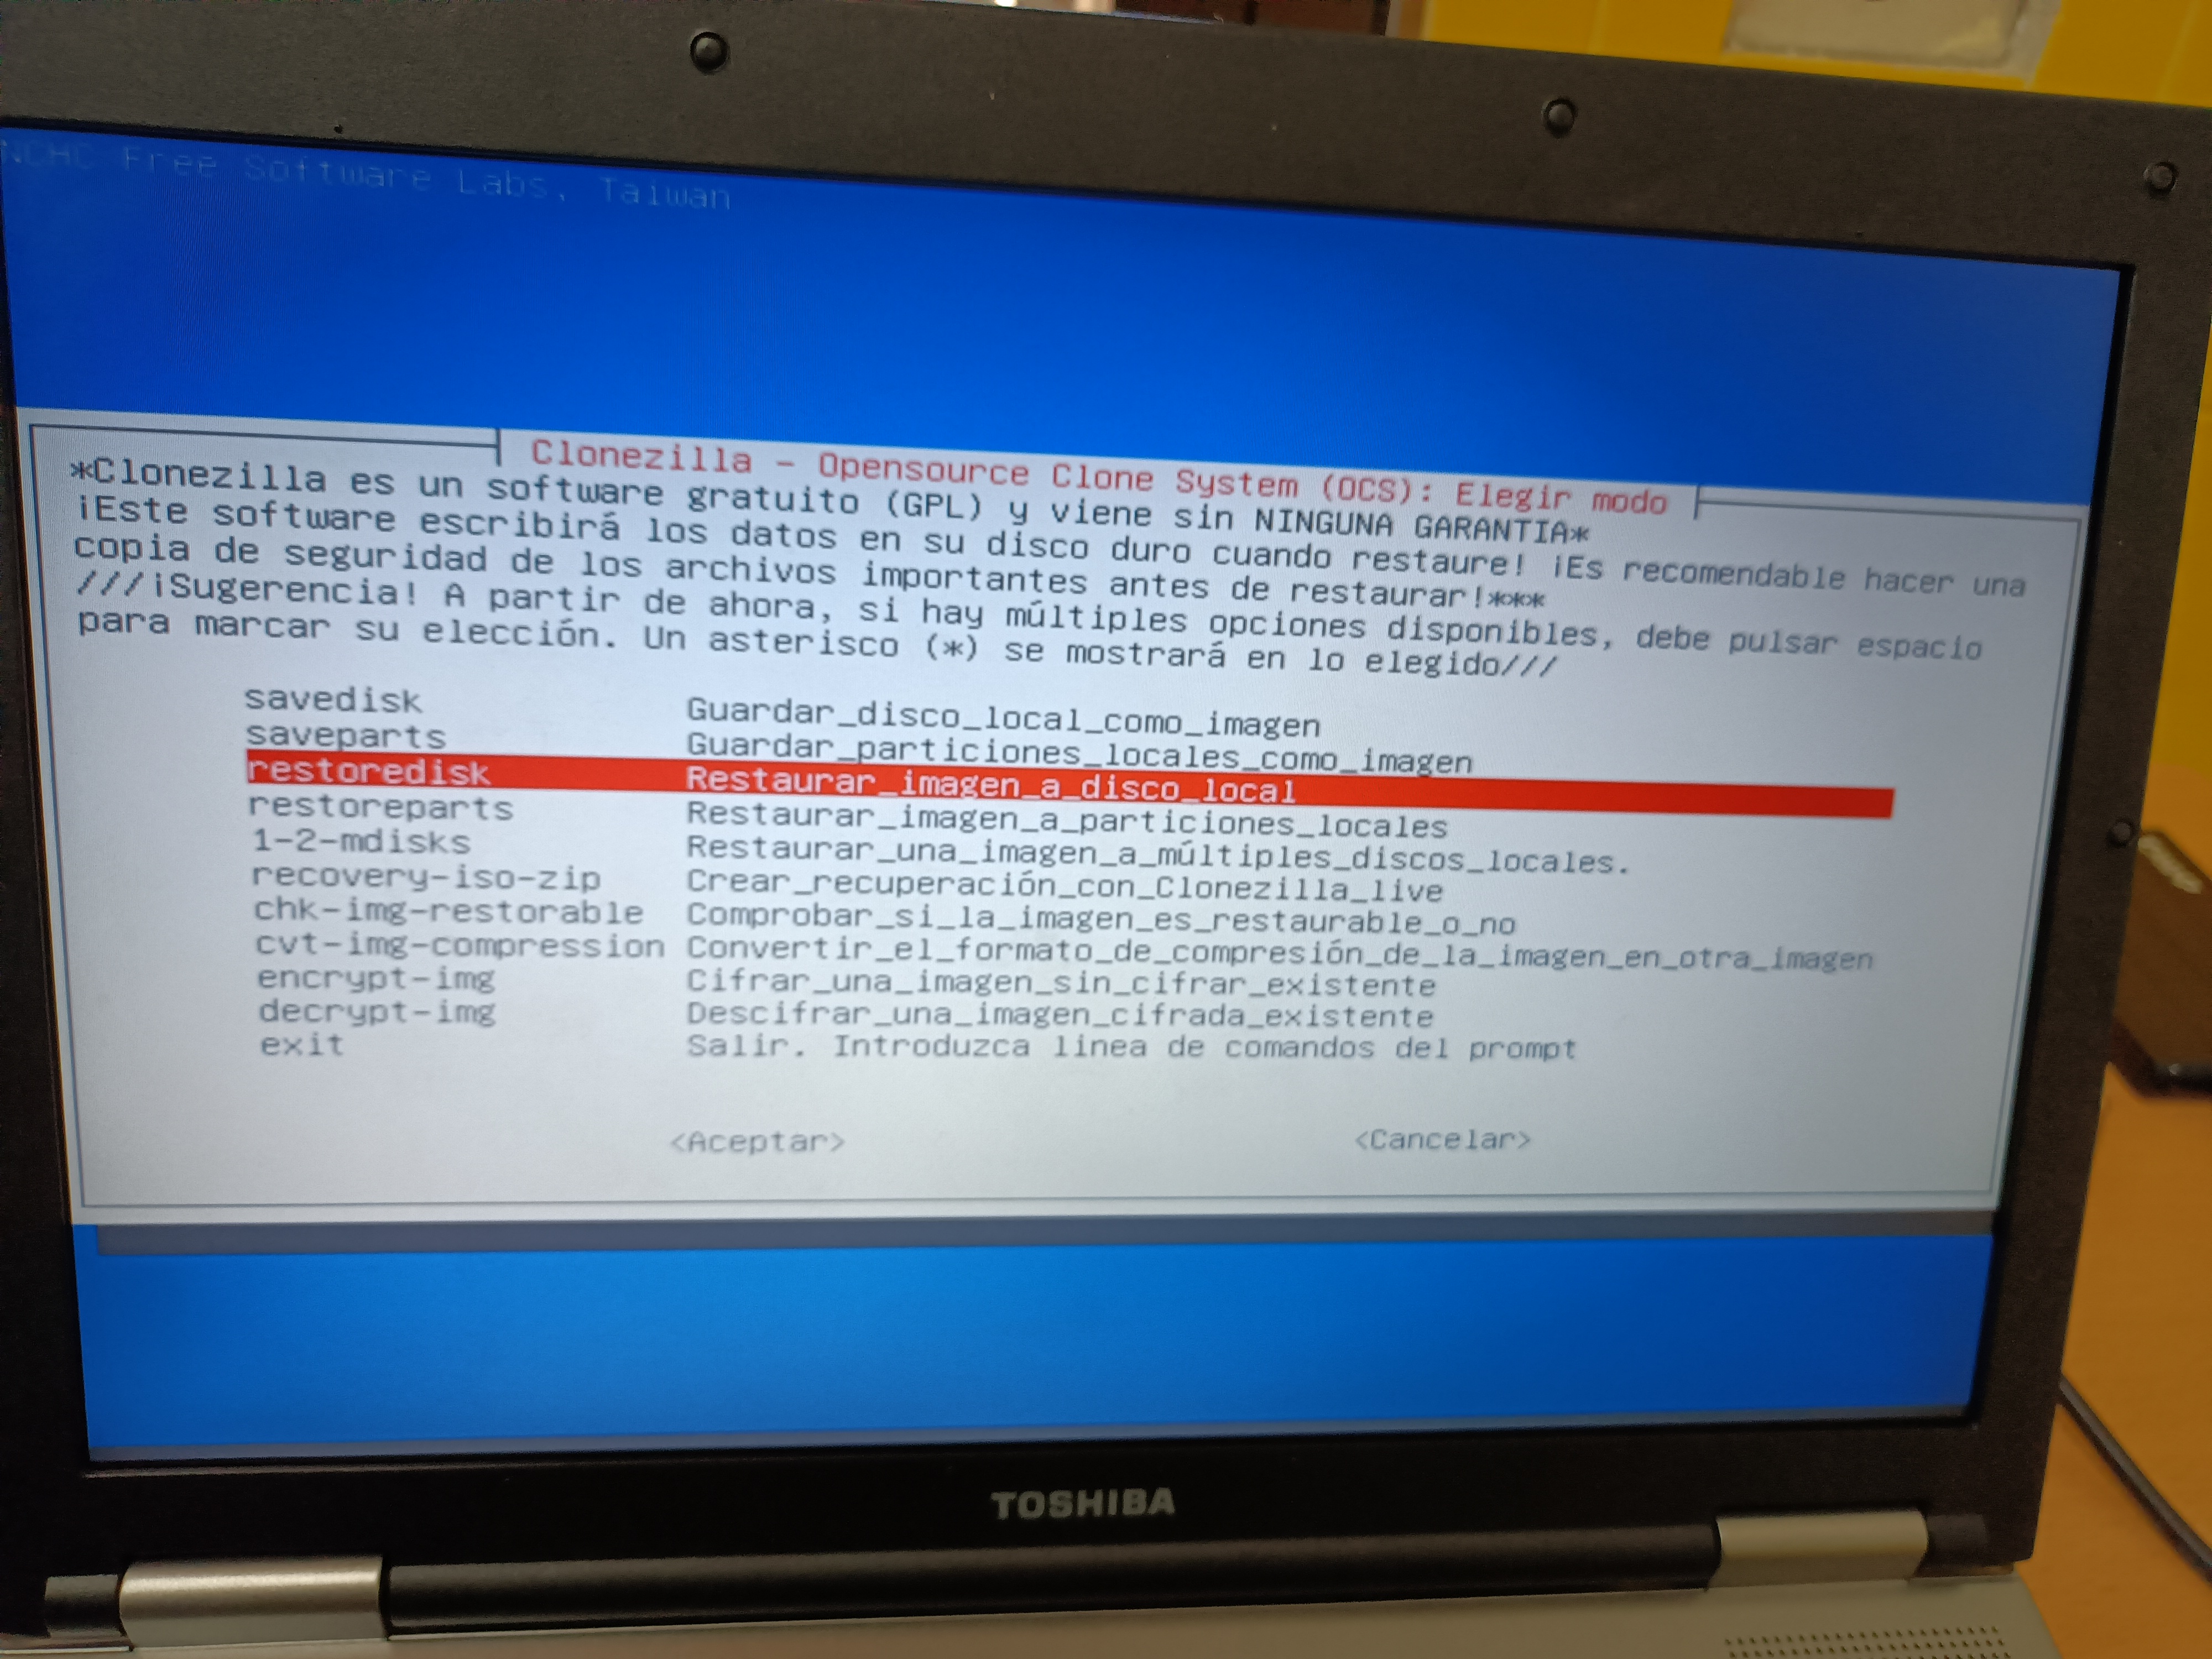 NCHC Free Software Labs, Taiwan
Clonezilla - Opensource Clone System (OCS): Elegir modo
*Clonezilla es un software gratuito (GPL) y viene sin NINGUNA GARANTIA*
¡Este software escribirá los datos en su disco duro cuando restaure! ¡Es recomendable hacer una
copia de seguridad de los archivos importantes antes de restaurar!***
///¡Sugerencia! A partir de ahora, si hay múltiples opciones disponibles, debe pulsar espacio
para marcar su elección. Un asterisco (*) se mostrará en lo elegido///
savedisk Guardar_disco_local_como_imagen
saveparts Guardar_particiones_locales_como_imagen
restoredisk Restaurar_imagen_a_disco_local
restoreparts Restaurar_imagen_a_particiones_locales
1-2-mdisks Restaurar_una_imagen_a_múltiples_discos_locales.
recovery-iso-zip Crear_recuperación_con_Clonezilla_live
chk-img-restorable Comprobar_si_la_imagen_es_restaurable_o_no
cvt-img-compression Convertir_el_formato_de_compresión_de_la_imagen_en_otra_imagen
encrypt-img Cifrar_una_imagen_sin_cifrar_existente
decrypt-img Descifrar_una_imagen_cifrada_existente
exit Salir. Introduzca linea de comandos del prompt
<Aceptar> <Cancelar>
TOSHIBA